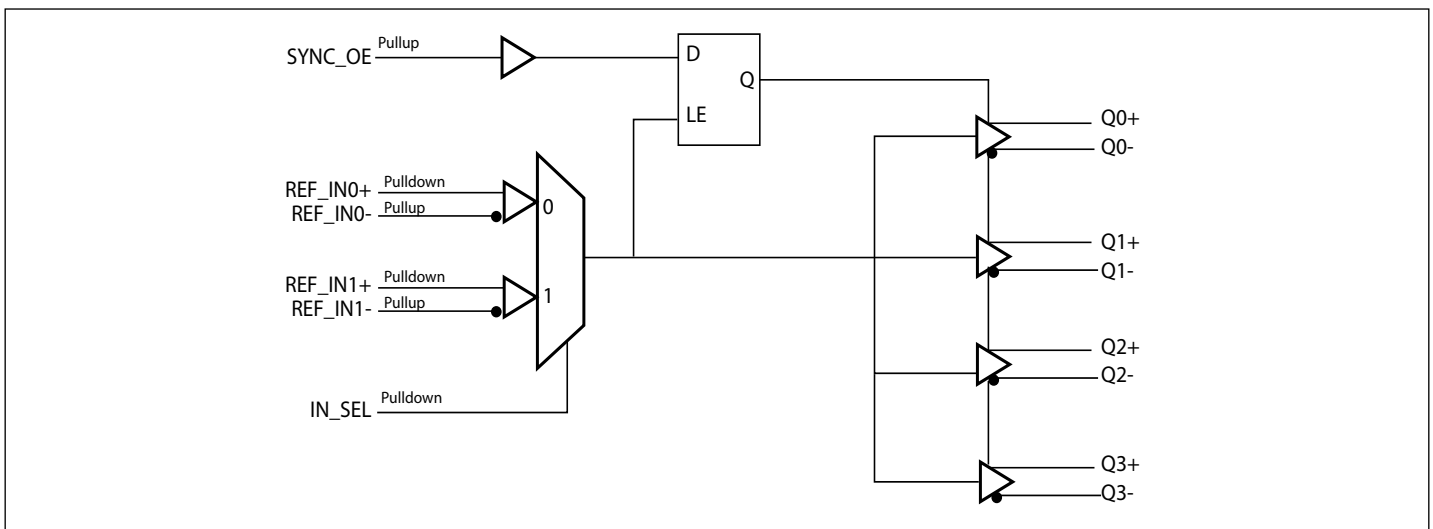 SYNC_OE Pullup
D
Q
LE
Q0+
Q0-
REF_IN0+ Pulldown
REF_IN0- Pullup
0
Q1+
Q1-
REF_IN1+ Pulldown
REF_IN1- Pullup
1
Q2+
Q2-
IN_SEL Pulldown
Q3+
Q3-